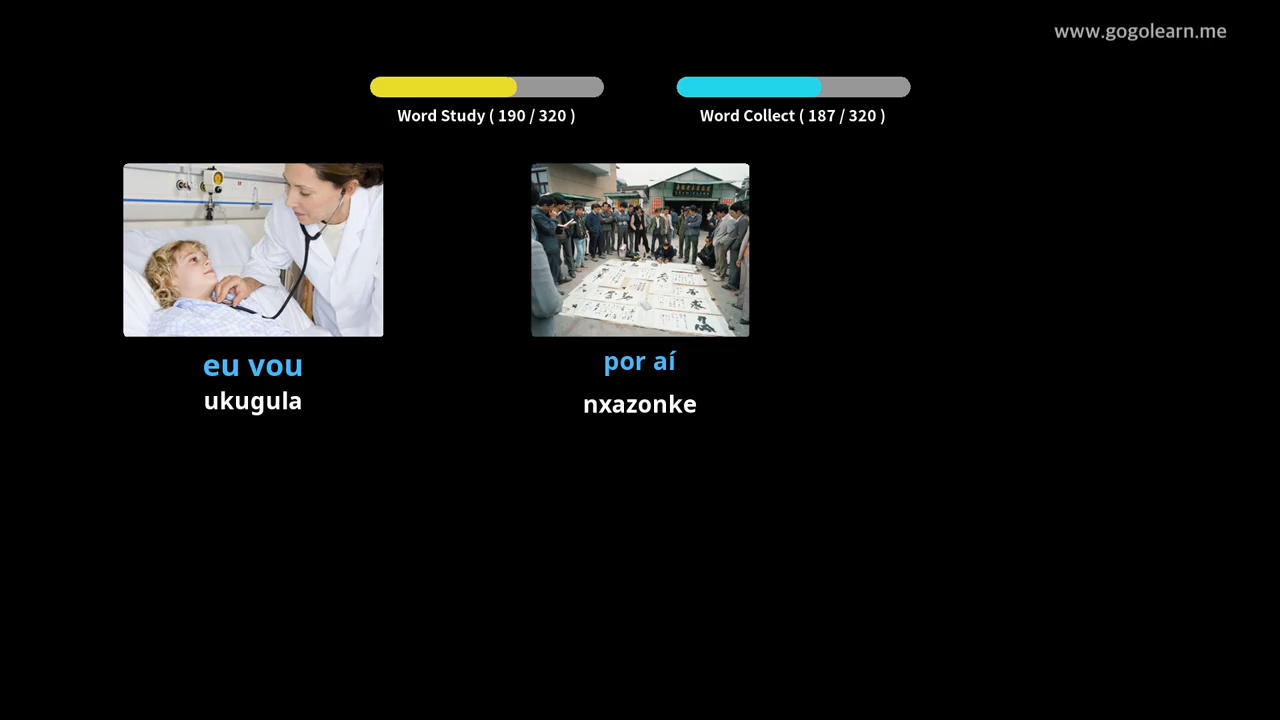 www.gogolearn.me
Word Study ( 190 / 320 )
Word Collect ( 187 / 320 )
eu vou
ukugula
por aí
nxazonke